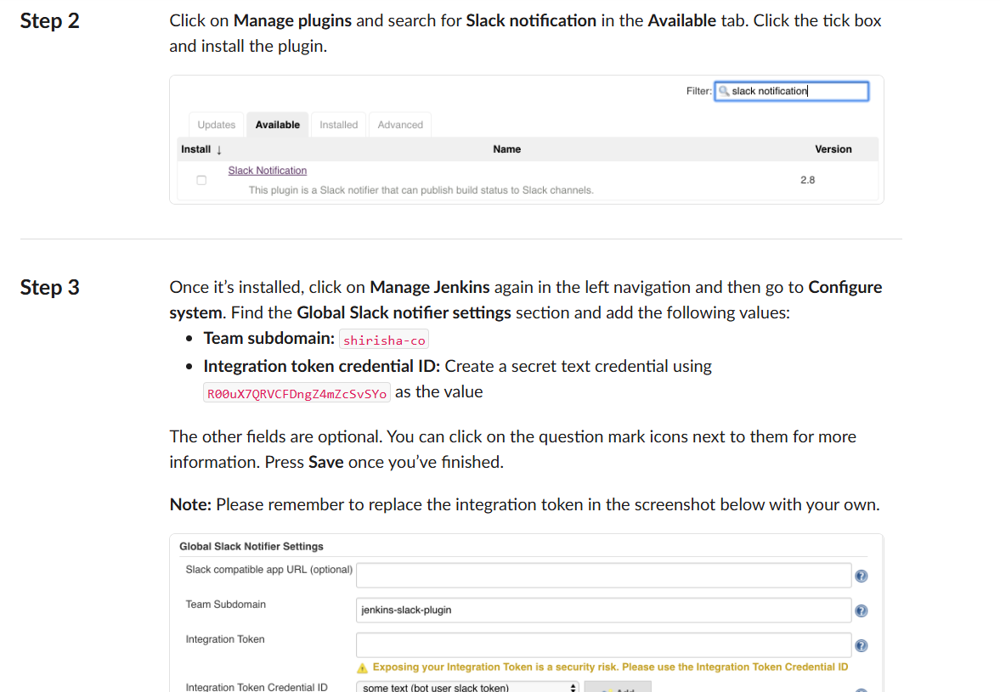 Step 2
Click on Manage plugins and search for Slack notification in the Available tab. Click the tick box
and install the plugin.
Filter: slack notification
Updates Available Installed Advanced
Install ↓ Name Version
Slack Notification
This plugin is a Slack notifier that can publish build status to Slack channels.
2.8
Step 3
Once it’s installed, click on Manage Jenkins again in the left navigation and then go to Configure
system. Find the Global Slack notifier settings section and add the following values:
• Team subdomain: shirisha-co
• Integration token credential ID: Create a secret text credential using
R00uX7QRVCFDngZ4mZcSvSYo as the value
The other fields are optional. You can click on the question mark icons next to them for more
information. Press Save once you’ve finished.
Note: Please remember to replace the integration token in the screenshot below with your own.
Global Slack Notifier Settings
Slack compatible app URL (optional)
Team Subdomain jenkins-slack-plugin
Integration Token
Exposing your Integration Token is a security risk. Please use the Integration Token Credential ID
Integration Token Credential ID some text (bot user slack token) Add